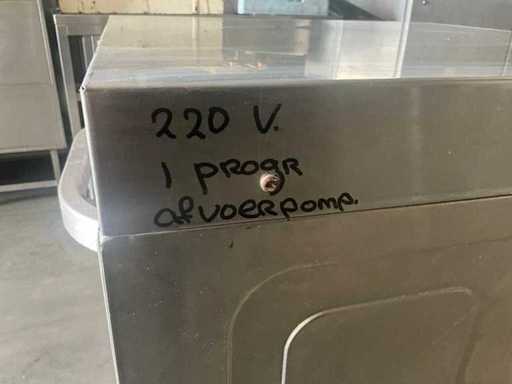 220 V.
1 progr
afvoerpomp.